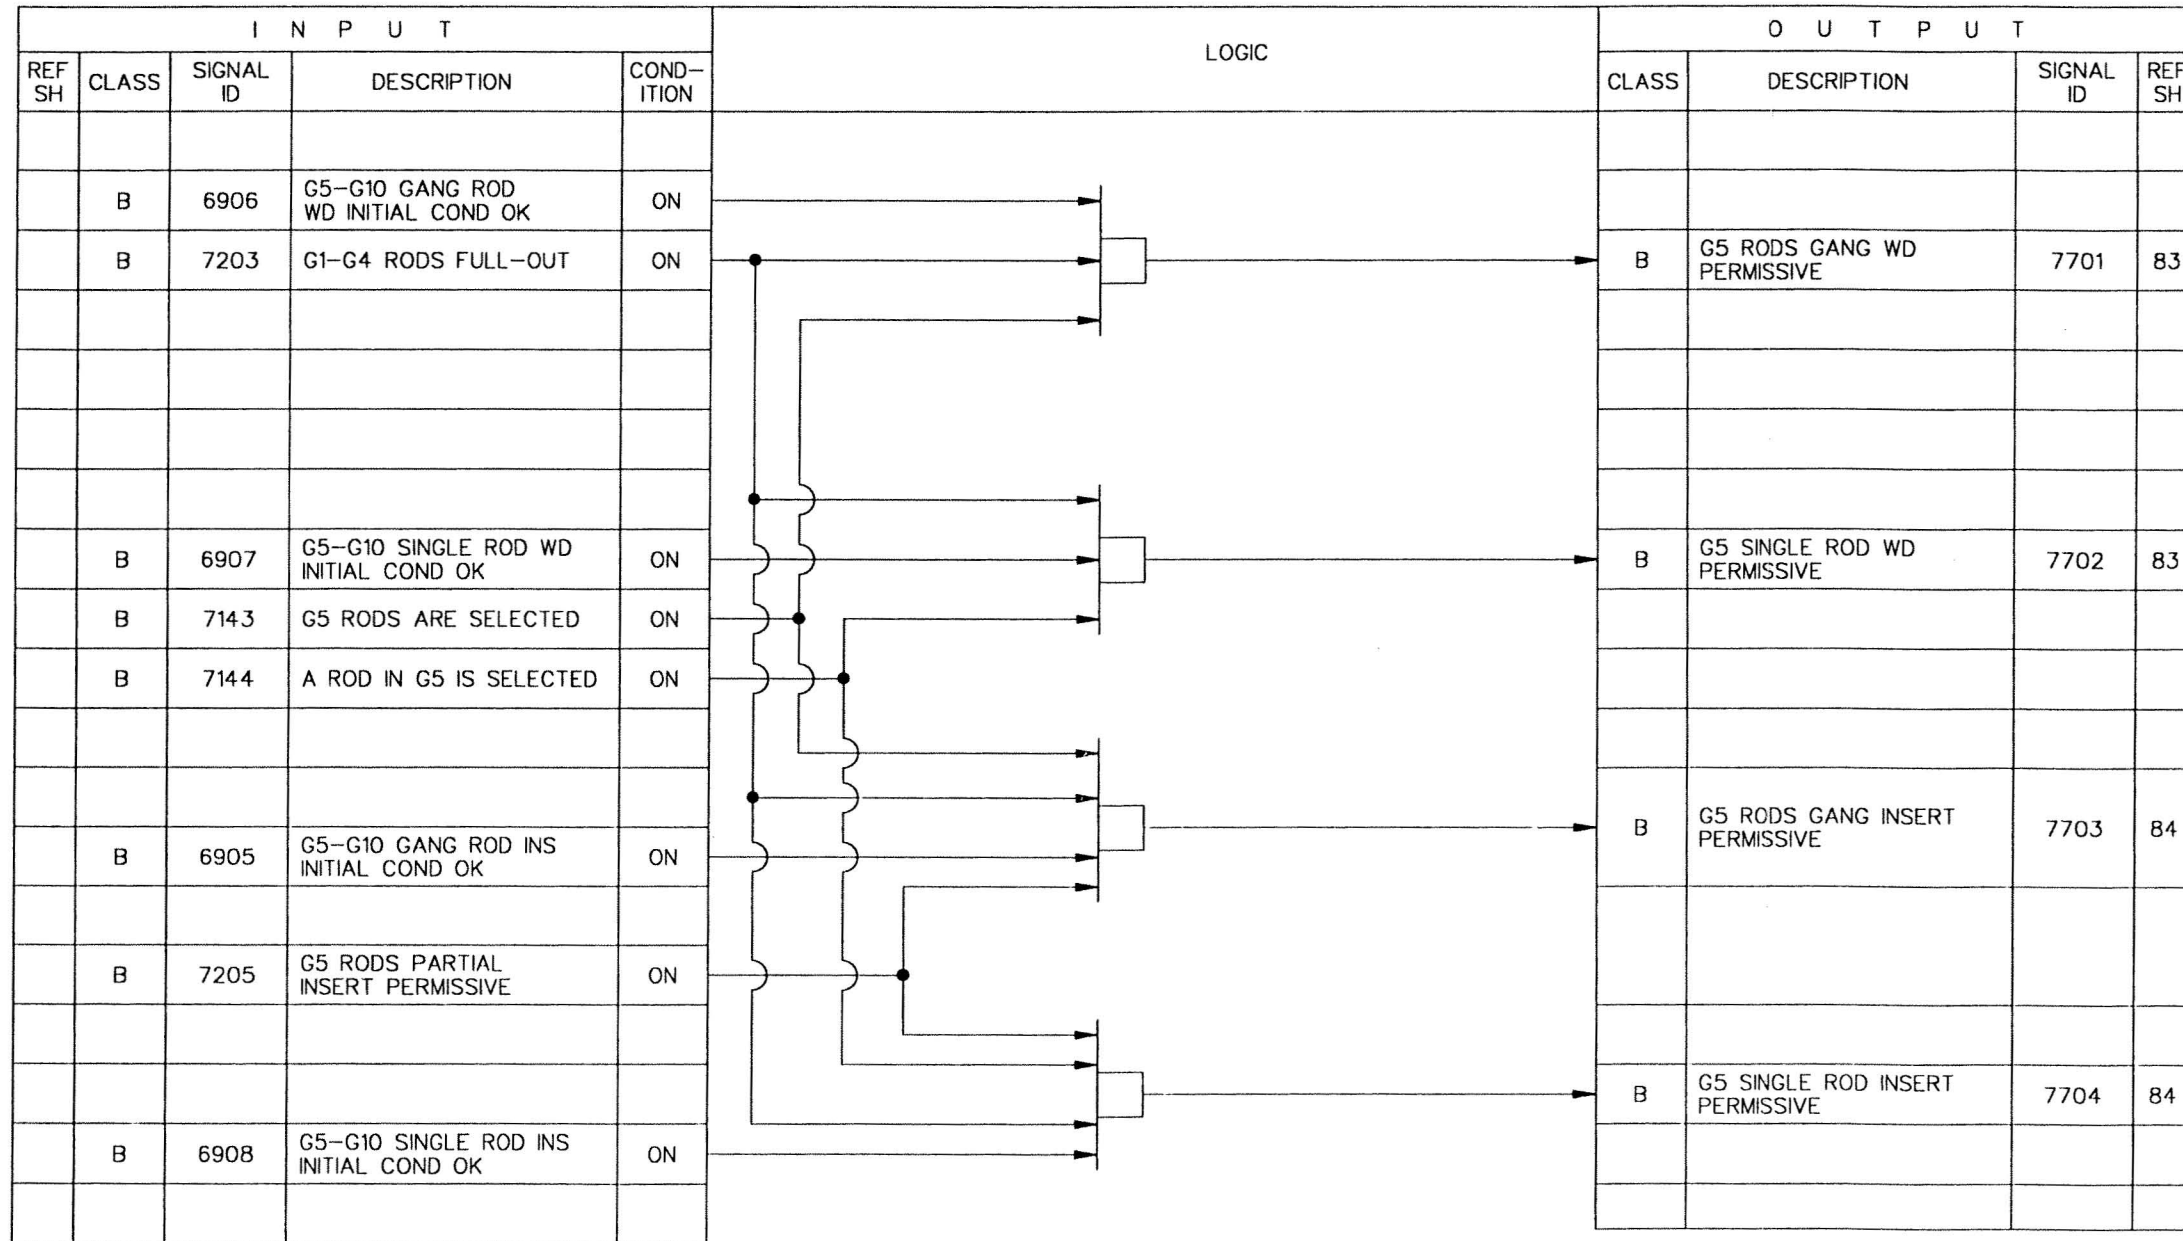 I N P U T
LOGIC
O U T P U T
REF
SH
CLASS
SIGNAL
ID
DESCRIPTION
COND-
ITION
CLASS
DESCRIPTION
SIGNAL
ID
REF
SH
B 6906 G5-G10 GANG ROD
WD INITIAL COND OK
ON
B 7203 G1-G4 RODS FULL-OUT ON
B G5 RODS GANG WD
PERMISSIVE
7701 83
B 6907 G5-G10 SINGLE ROD WD
INITIAL COND OK
ON
B G5 SINGLE ROD WD
PERMISSIVE
7702 83
B 7143 G5 RODS ARE SELECTED ON
B 7144 A ROD IN G5 IS SELECTED ON
B G5 RODS GANG INSERT
PERMISSIVE
7703 84
B 6905 G5-G10 GANG ROD INS
INITIAL COND OK
ON
B 7205 G5 RODS PARTIAL
INSERT PERMISSIVE
ON
B G5 SINGLE ROD INSERT
PERMISSIVE
7704 84
B 6908 G5-G10 SINGLE ROD INS
INITIAL COND OK
ON